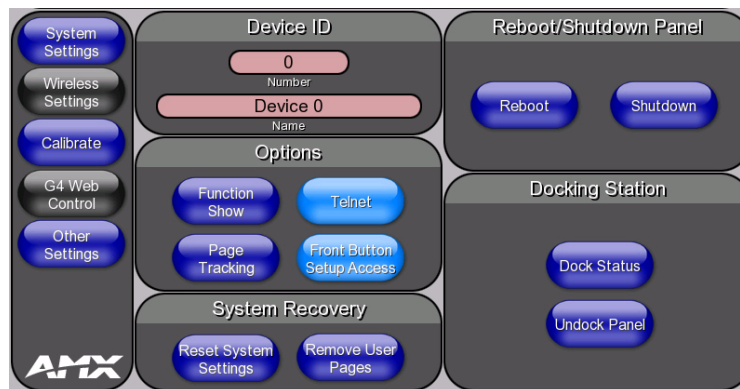 System
Settings
Wireless
Settings
Calibrate
G4 Web
Control
Other
Settings
AMX
Device ID
0
Number
Device 0
Name
Options
Function
Show
Telnet
Page
Tracking
Front Button
Setup Access
System Recovery
Reset System
Settings
Remove User
Pages
Reboot/Shutdown Panel
Reboot
Shutdown
Docking Station
Dock Status
Undock Panel